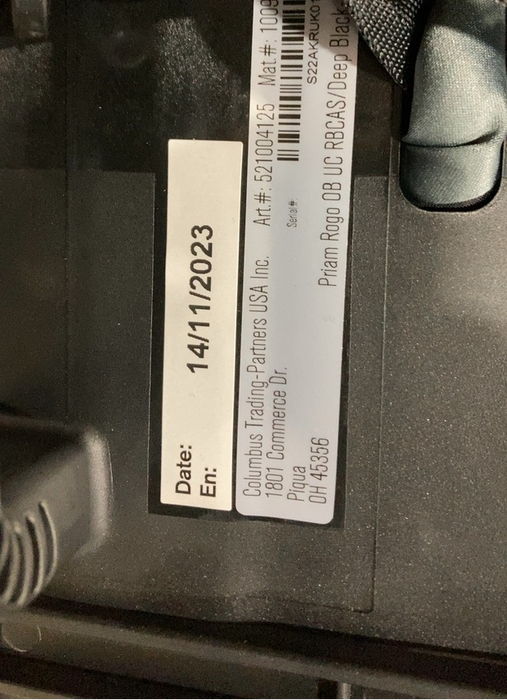 Date: 14/11/2023
En:
Columbus Trading-Partners USA Inc. Art.#: 521004125 Mat.#:
1801 Commerce Dr.
Serial#:
Piqua
OH 45356
Priam Rogo OB UC RBCAS/Deep Black